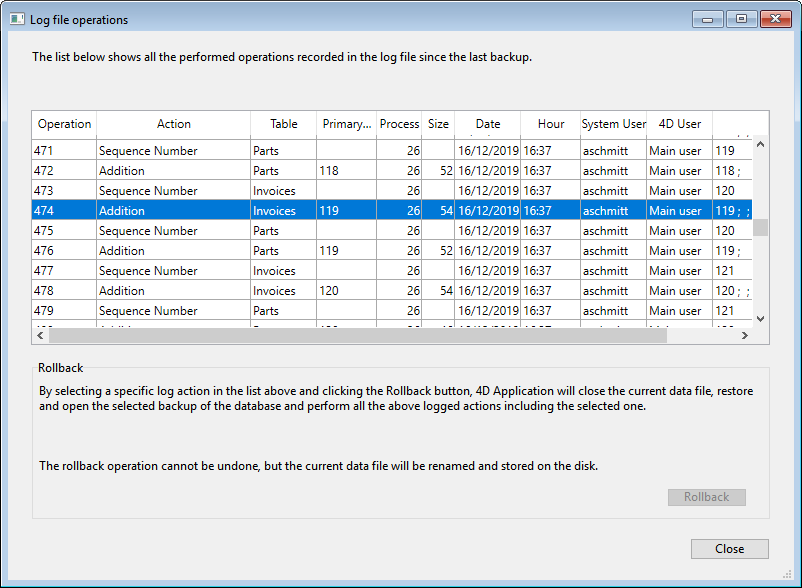 Log file operations
The list below shows all the performed operations recorded in the log file since the last backup.
Operation Action Table Primary... Process Size Date Hour System User 4D User
471 Sequence Number Parts 26 16/12/2019 16:37 aschmitt Main user 119
472 Addition Parts 118 26 52 16/12/2019 16:37 aschmitt Main user 118 ;
473 Sequence Number Invoices 26 16/12/2019 16:37 aschmitt Main user 120
474 Addition Invoices 119 26 54 16/12/2019 16:37 aschmitt Main user 119 ; ;
475 Sequence Number Parts 26 16/12/2019 16:37 aschmitt Main user 120
476 Addition Parts 119 26 52 16/12/2019 16:37 aschmitt Main user 119 ;
477 Sequence Number Invoices 26 16/12/2019 16:37 aschmitt Main user 121
478 Addition Invoices 120 26 54 16/12/2019 16:37 aschmitt Main user 120 ; ;
479 Sequence Number Parts 26 16/12/2019 16:37 aschmitt Main user 121
Rollback
By selecting a specific log action in the list above and clicking the Rollback button, 4D Application will close the current data file, restore
and open the selected backup of the database and perform all the above logged actions including the selected one.
The rollback operation cannot be undone, but the current data file will be renamed and stored on the disk.
Rollback
Close